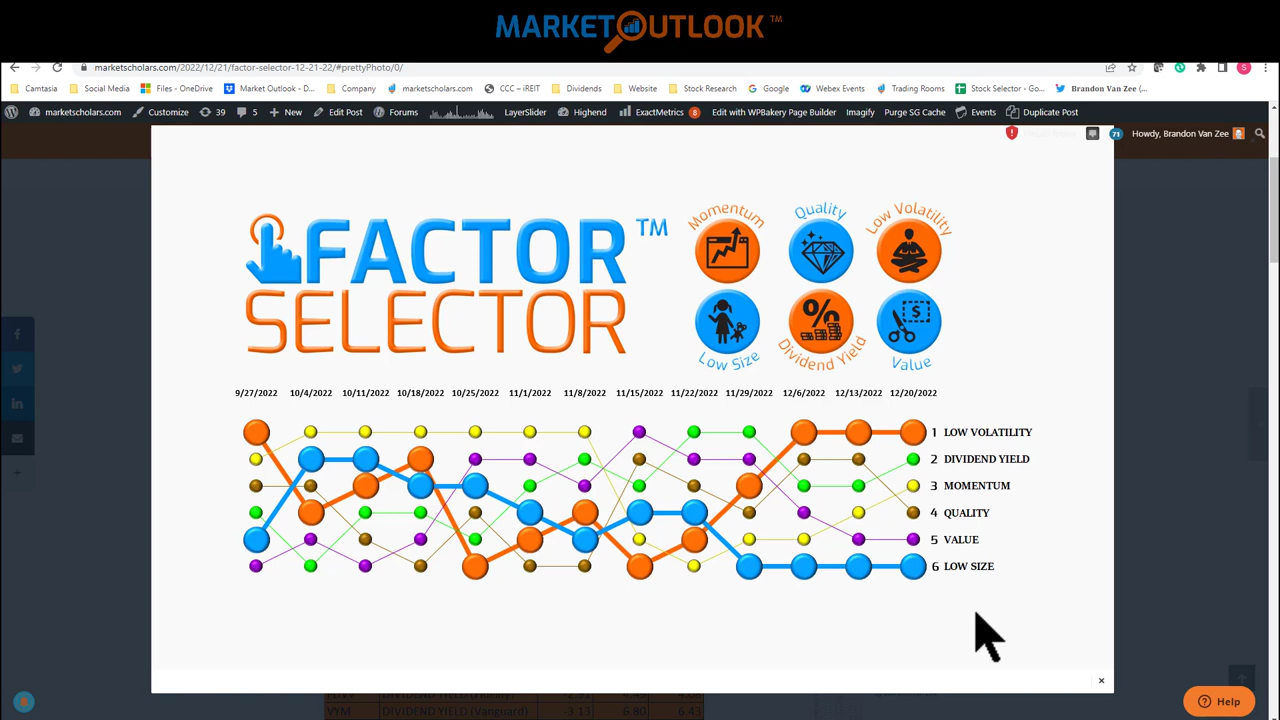 MARKETOUTLOOK™
marketscholars.com/2022/12/21/factor-selector-12-21-22/#prettyPhoto/0/
S
Camtasia Social Media Files - OneDrive Market Outlook - D... Company marketscholars.com CCC – iREIT Dividends Website Stock Research Google Webex Events Trading Rooms Stock Selector - Go... Brandon Van Zee (...
marketscholars.com Customize 39 5 New Edit Post Forums LayerSlider Highend ExactMetrics 8 Edit with WPBakery Page Builder Imagify Purge SG Cache Events Duplicate Post
71 Howdy, Brandon Van Zee
FACTOR™
SELECTOR
Momentum Quality Low Volatility
$
%
Low Size Dividend Yield Value
9/27/2022 10/4/2022 10/11/2022 10/18/2022 10/25/2022 11/1/2022 11/8/2022 11/15/2022 11/22/2022 11/29/2022 12/6/2022 12/13/2022 12/20/2022
1 LOW VOLATILITY
2 DIVIDEND YIELD
3 MOMENTUM
4 QUALITY
5 VALUE
6 LOW SIZE
VYM DIVIDEND YIELD (Vanguard) -3.13 6.80 6.43
Help